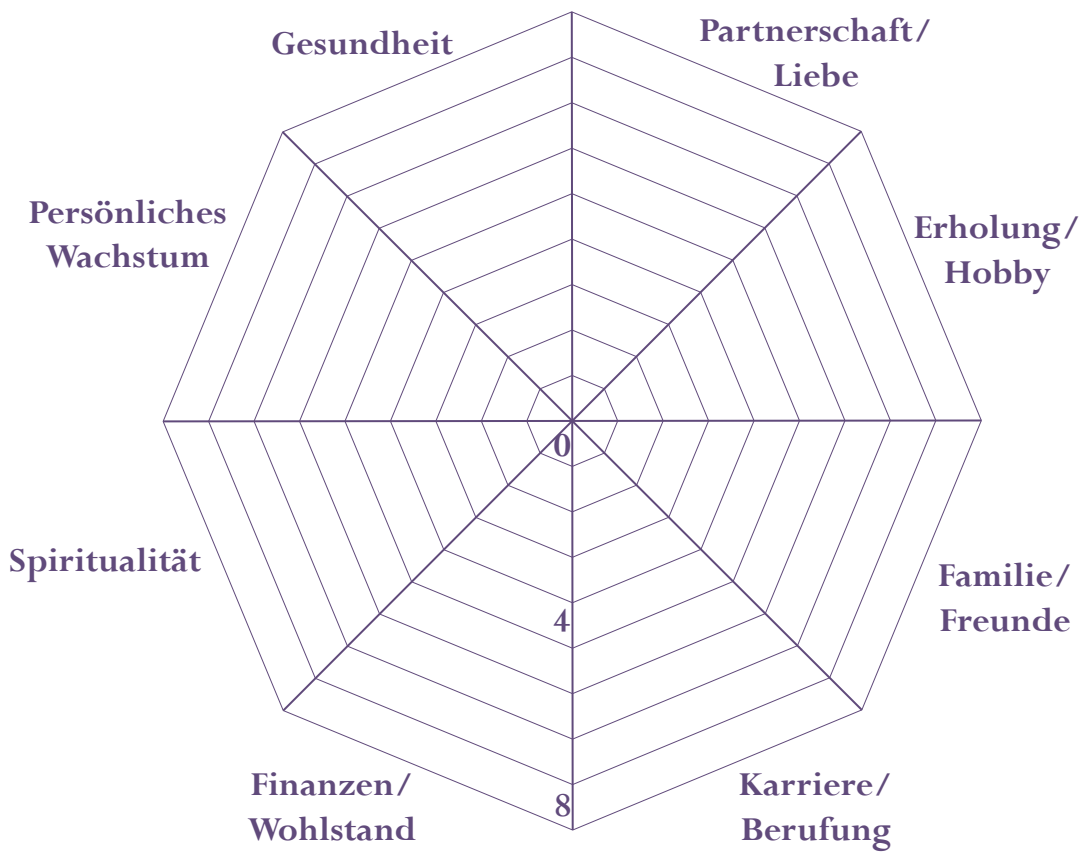 Gesundheit
Partnerschaft/
Liebe
Persönliches
Wachstum
Erholung/
Hobby
0
Spiritualität
Familie/
Freunde
4
Finanzen/
Wohlstand
8
Karriere/
Berufung